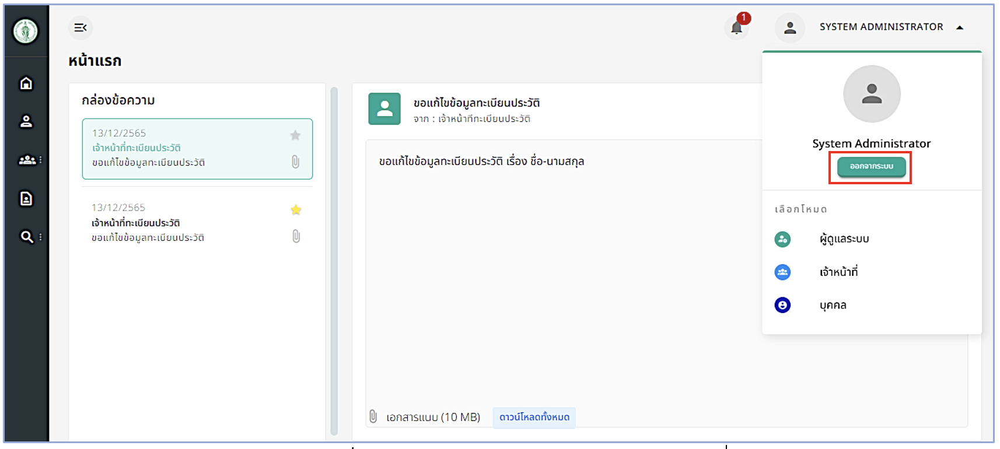 1
SYSTEM ADMINISTRATOR
หน้าแรก
กล่องข้อความ
13/12/2565
เจ้าหน้าที่ทะเบียนประวัติ
ขอแก้ไขข้อมูลทะเบียนประวัติ
13/12/2565
เจ้าหน้าที่ทะเบียนประวัติ
ขอแก้ไขข้อมูลทะเบียนประวัติ
ขอแก้ไขข้อมูลทะเบียนประวัติ
จาก : เจ้าหน้าทีทะเบียนประวัติ
ขอแก้ไขข้อมูลทะเบียนประวัติ เรื่อง ชื่อ-นามสกุล
เอกสารแนบ (10 MB)
ดาวน์โหลดทั้งหมด
System Administrator
ออกจากระบบ
เลือกโหมด
ผู้ดูแลระบบ
เจ้าหน้าที่
บุคคล